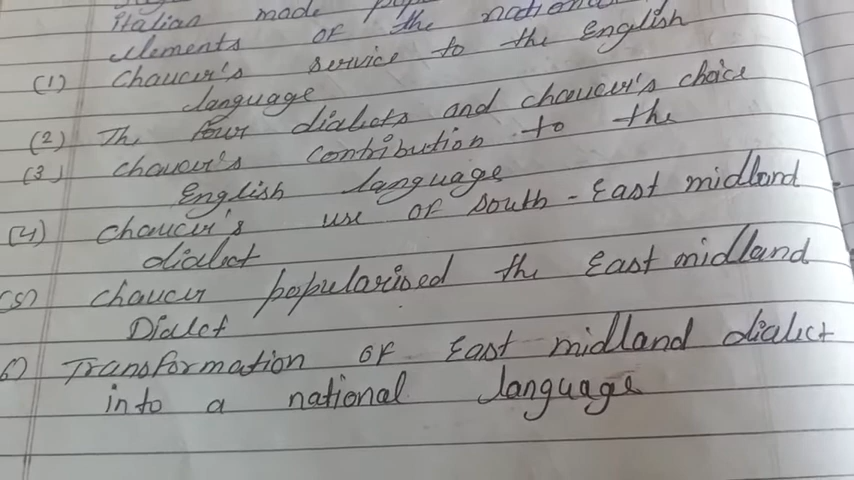 italian made
elements of the nation
(1) Chaucer's service to the English
language
(2) The four dialects and chaucer's choice
(3) chaucer's contribution to the
English language
(4) chaucer's use of south-East midland
dialect
(5) chaucer popularised the East midland
Dialct
6) Transformation of East midland dialect
into a national language